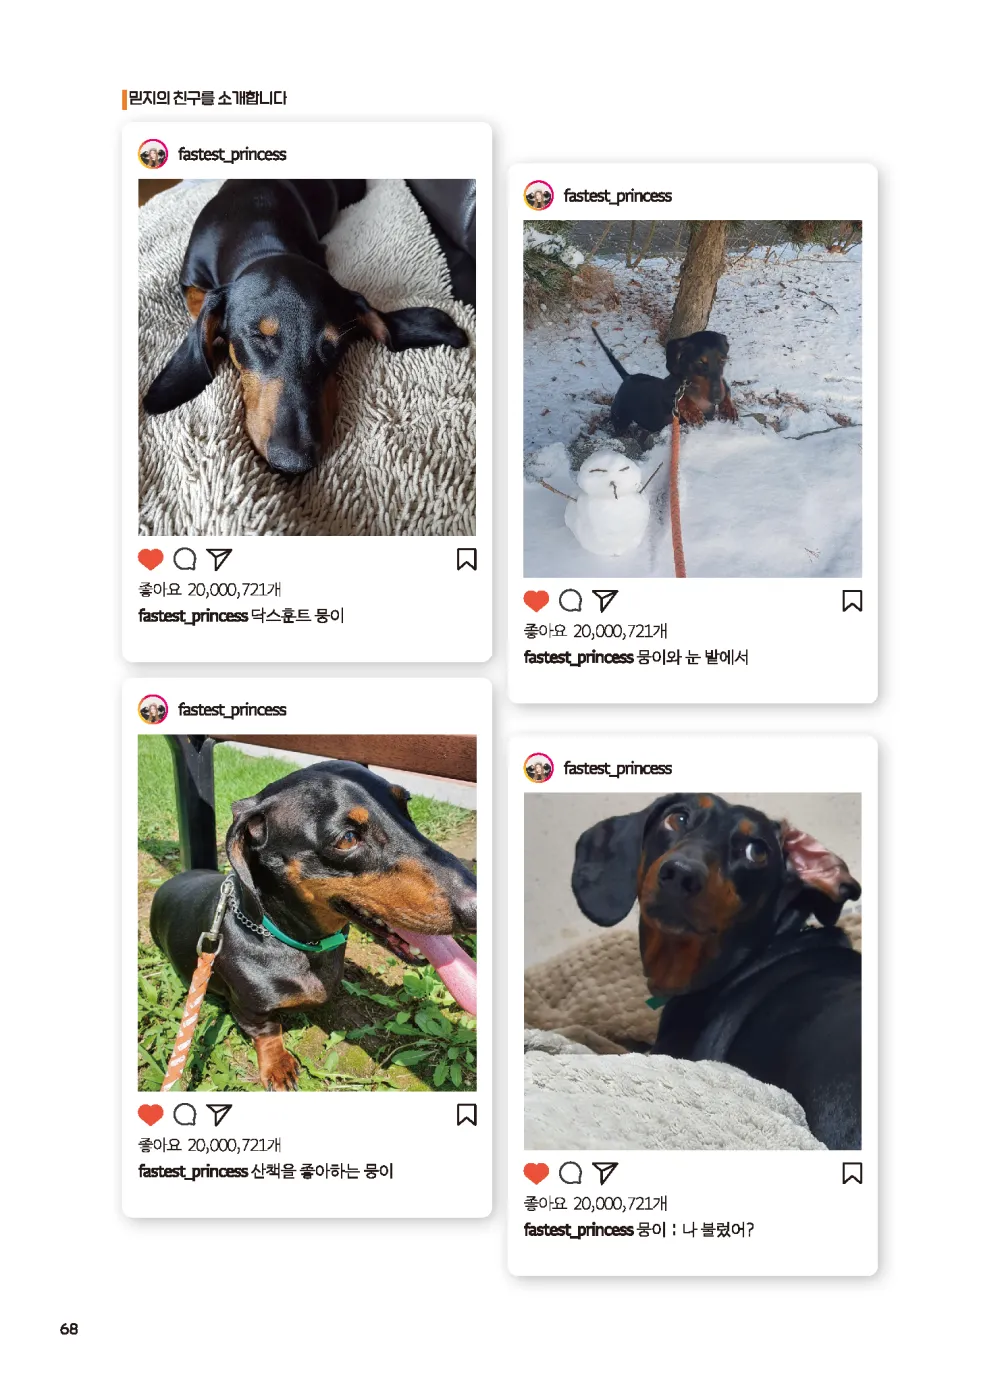 믿지의 친구를 소개합니다
fastest_princess
좋아요 20,000,721개
fastest_princess 닥스훈트 뭉이
fastest_princess
좋아요 20,000,721개
fastest_princess 뭉이와 눈 밭에서
fastest_princess
좋아요 20,000,721개
fastest_princess 산책을 좋아하는 뭉이
fastest_princess
좋아요 20,000,721개
fastest_princess 뭉이 : 나 불렀어?
68